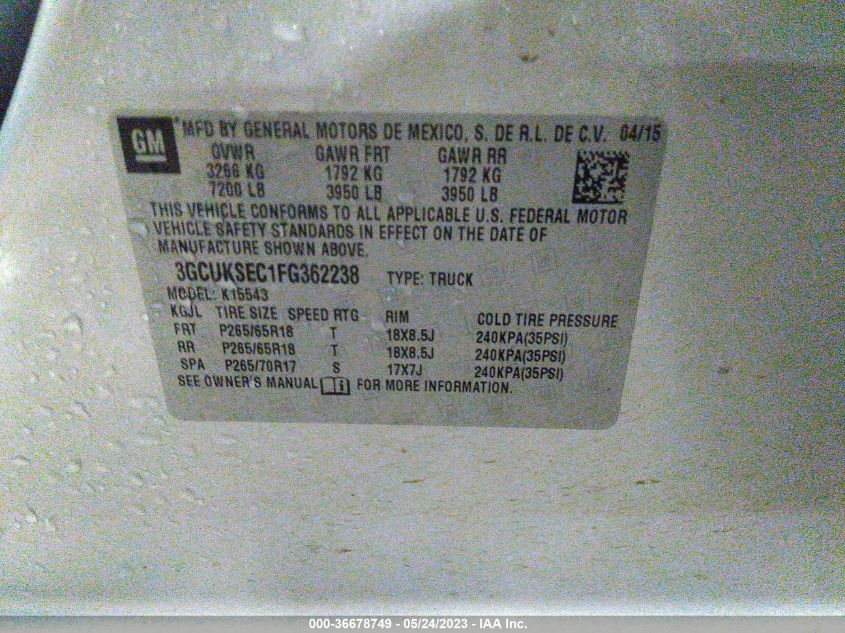 GM
*MFD BY GENERAL MOTORS DE MEXICO, S. DE R.L. DE C.V. 04/15
GVWR GAWR FRT GAWR RR
3266 KG 1792 KG 1792 KG
7200 LB 3950 LB 3950 LB
THIS VEHICLE CONFORMS TO ALL APPLICABLE U.S. FEDERAL MOTOR
VEHICLE SAFETY STANDARDS IN EFFECT ON THE DATE OF
MANUFACTURE SHOWN ABOVE.
3GCUKSEC1FG362238 TYPE: TRUCK
MODEL: K15543
KGJL TIRE SIZE SPEED RTG RIM COLD TIRE PRESSURE
FRT P265/65R18 T 18X8.5J 240KPA(35PSI)
RR P265/65R18 T 18X8.5J 240KPA(35PSI)
SPA P265/70R17 S 17X7J 240KPA(35PSI)
SEE OWNER'S MANUAL FOR MORE INFORMATION.
000-36678749 — 05/24/2023 - IAA Inc.